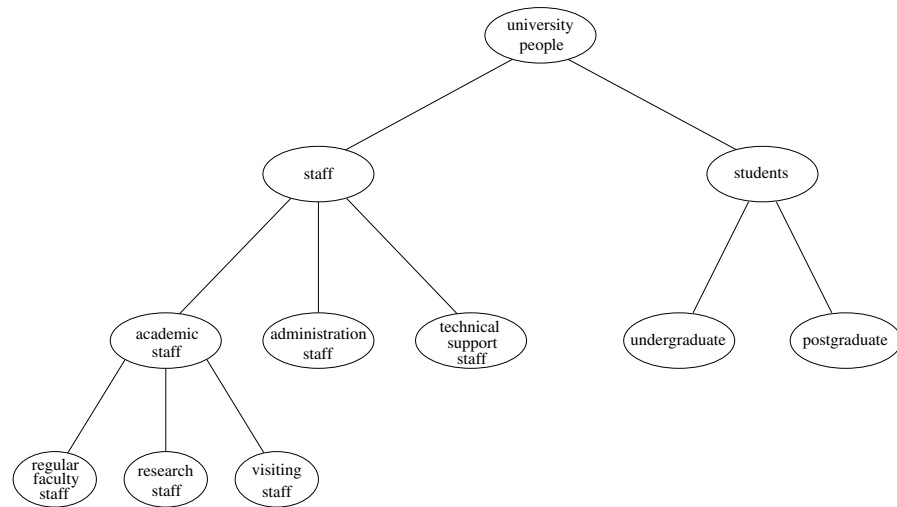 university
people
staff
students
academic
staff
administration
staff
technical
support
staff
undergraduate
postgraduate
regular
faculty
staff
research
staff
visiting
staff